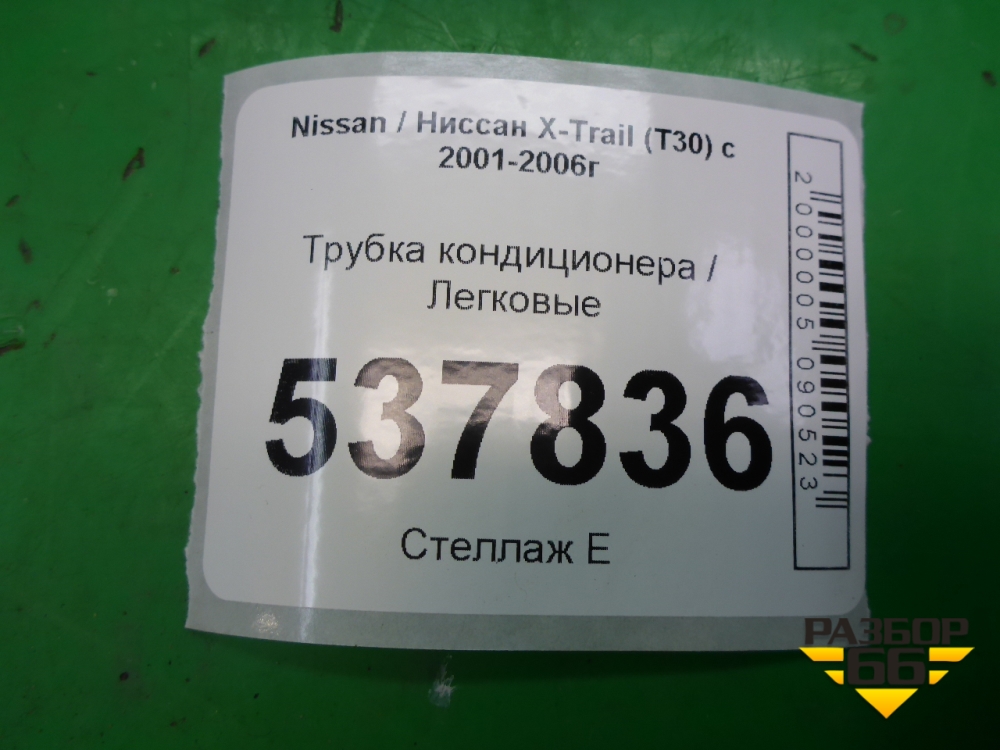 Nissan / Ниссан X-Trail (T30) с
2001-2006г
Трубка кондиционера /
Легковые
537836
Стеллаж Е
2000005090523
РАЗБОР
66